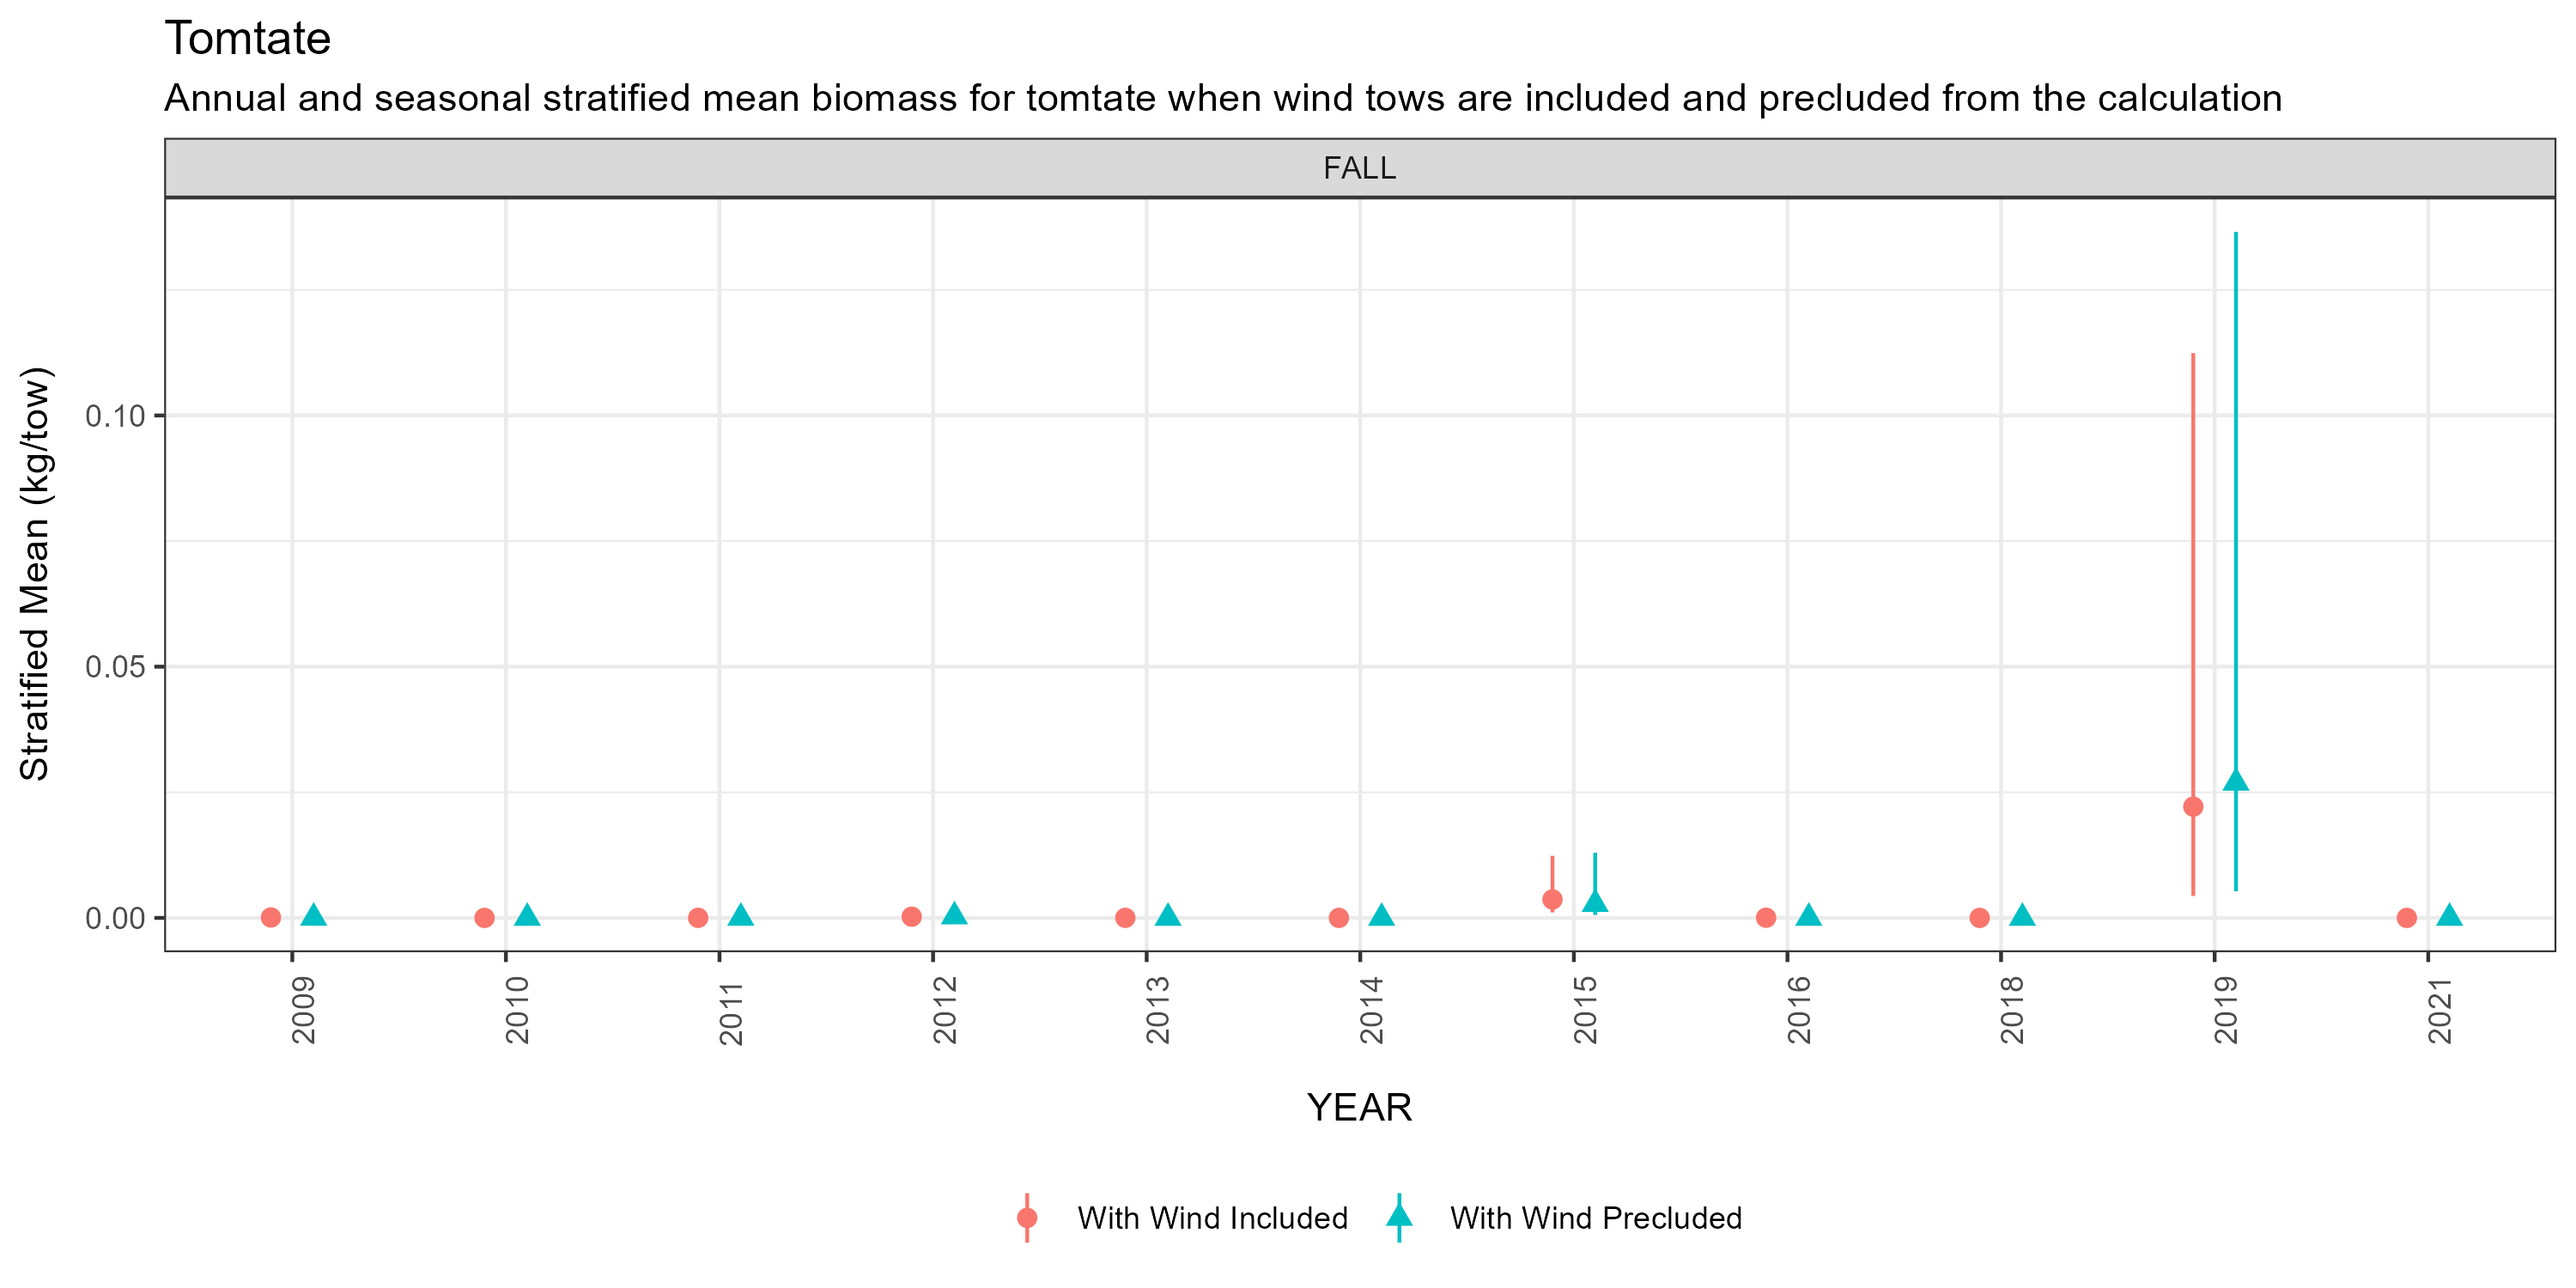 Tomtate
Annual and seasonal stratified mean biomass for tomtate when wind tows are included and precluded from the calculation
FALL
Stratified Mean (kg/tow)
0.10
0.05
0.00
2009
2010
2011
2012
2013
2014
2015
2016
2018
2019
2021
YEAR
With Wind Included
With Wind Precluded